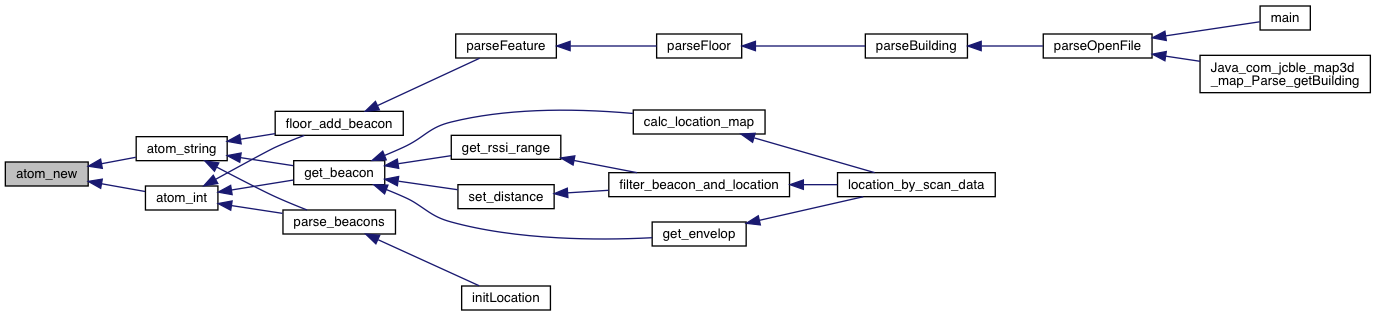 main
parseFeature
parseFloor
parseBuilding
parseOpenFile
Java_com_jcble_map3d
_map_Parse_getBuilding
floor_add_beacon
calc_location_map
atom_string
get_rssi_range
atom_new
get_beacon
filter_beacon_and_location
location_by_scan_data
atom_int
set_distance
parse_beacons
get_envelop
initLocation